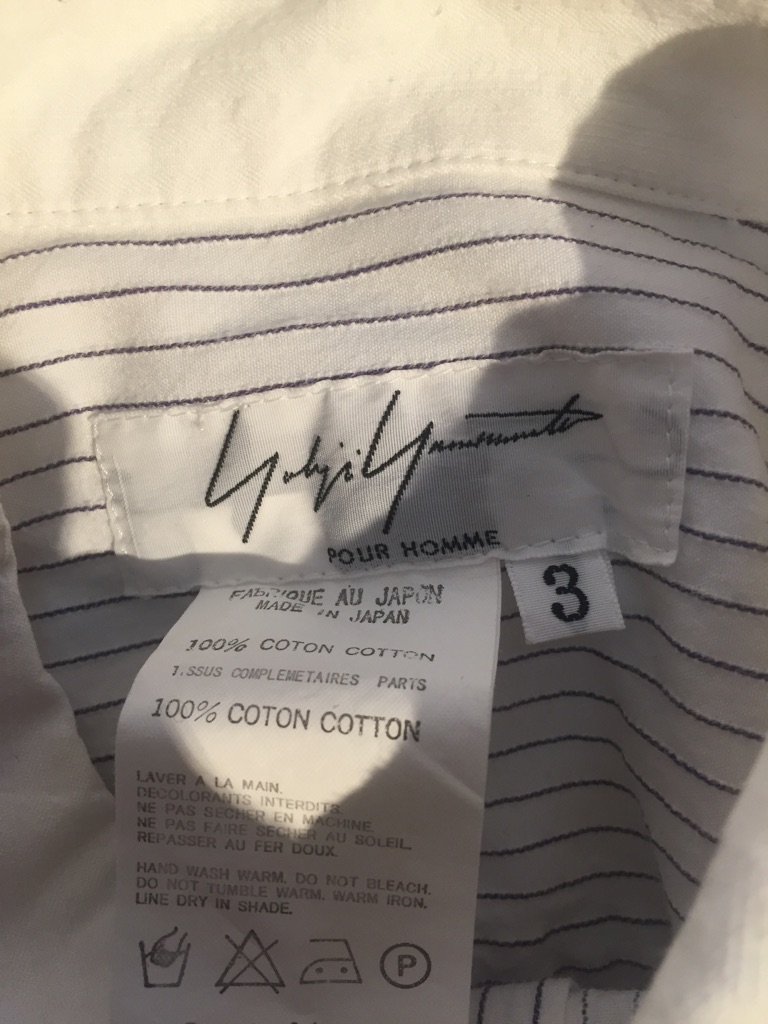 Yohji Yamamoto
POUR HOMME
3
FABRIQUE AU JAPON
MADE IN JAPAN
100% COTON COTTON
TISSUS COMPLEMETAIRES PARTS
100% COTON COTTON
LAVER A LA MAIN.
DECOLORANTS INTERDITS.
NE PAS SECHER EN MACHINE.
NE PAS FAIRE SECHER AU SOLEIL.
REPASSER AU FER DOUX.
HAND WASH WARM. DO NOT BLEACH.
DO NOT TUMBLE WARM. WARM IRON.
LINE DRY IN SHADE.
P